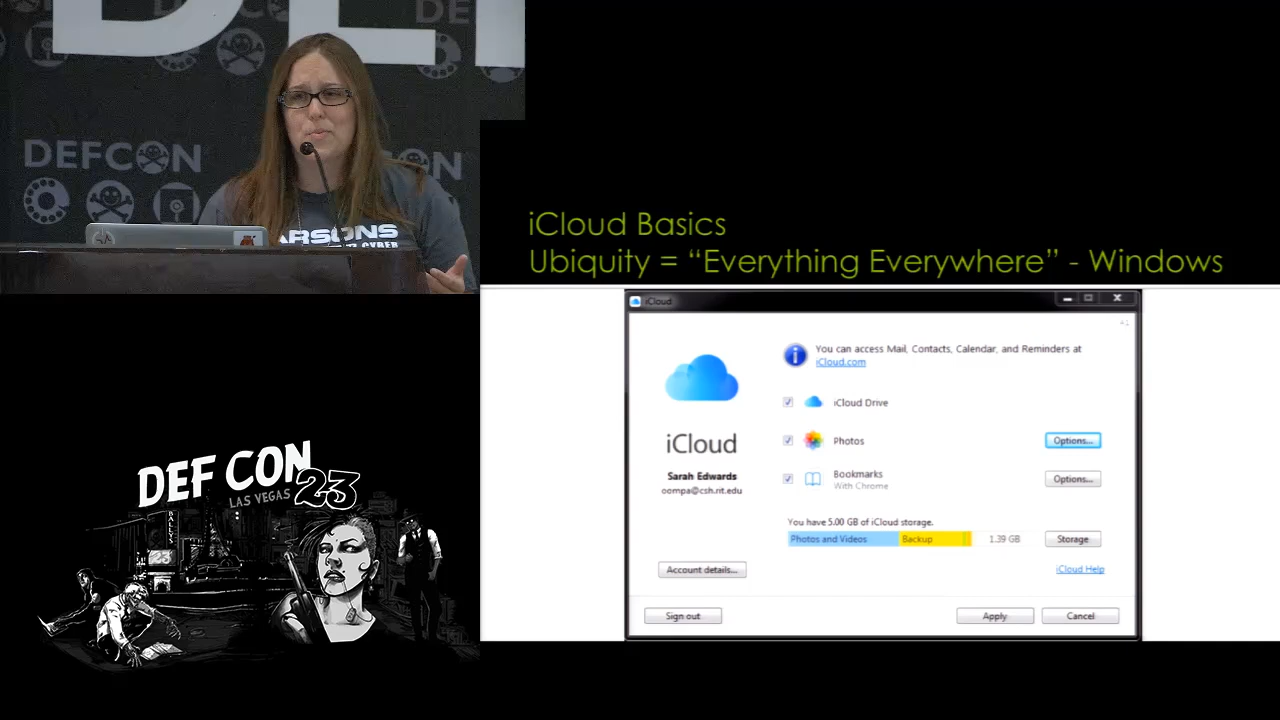 DEFCON
ARSONS
CYBER
iCloud Basics
Ubiquity = “Everything Everywhere” - Windows
iCloud
You can access Mail, Contacts, Calendar, and Reminders at
iCloud.com
iCloud Drive
Photos
Options...
Bookmarks
With Chrome
Options...
iCloud
Sarah Edwards
oompa@csh.rit.edu
You have 5.00 GB of iCloud storage.
Photos and Videos
Backup
1.39 GB
Storage
Account details...
iCloud Help
Sign out
Apply
Cancel
DEF CON
LAS VEGAS 23
BALLYS